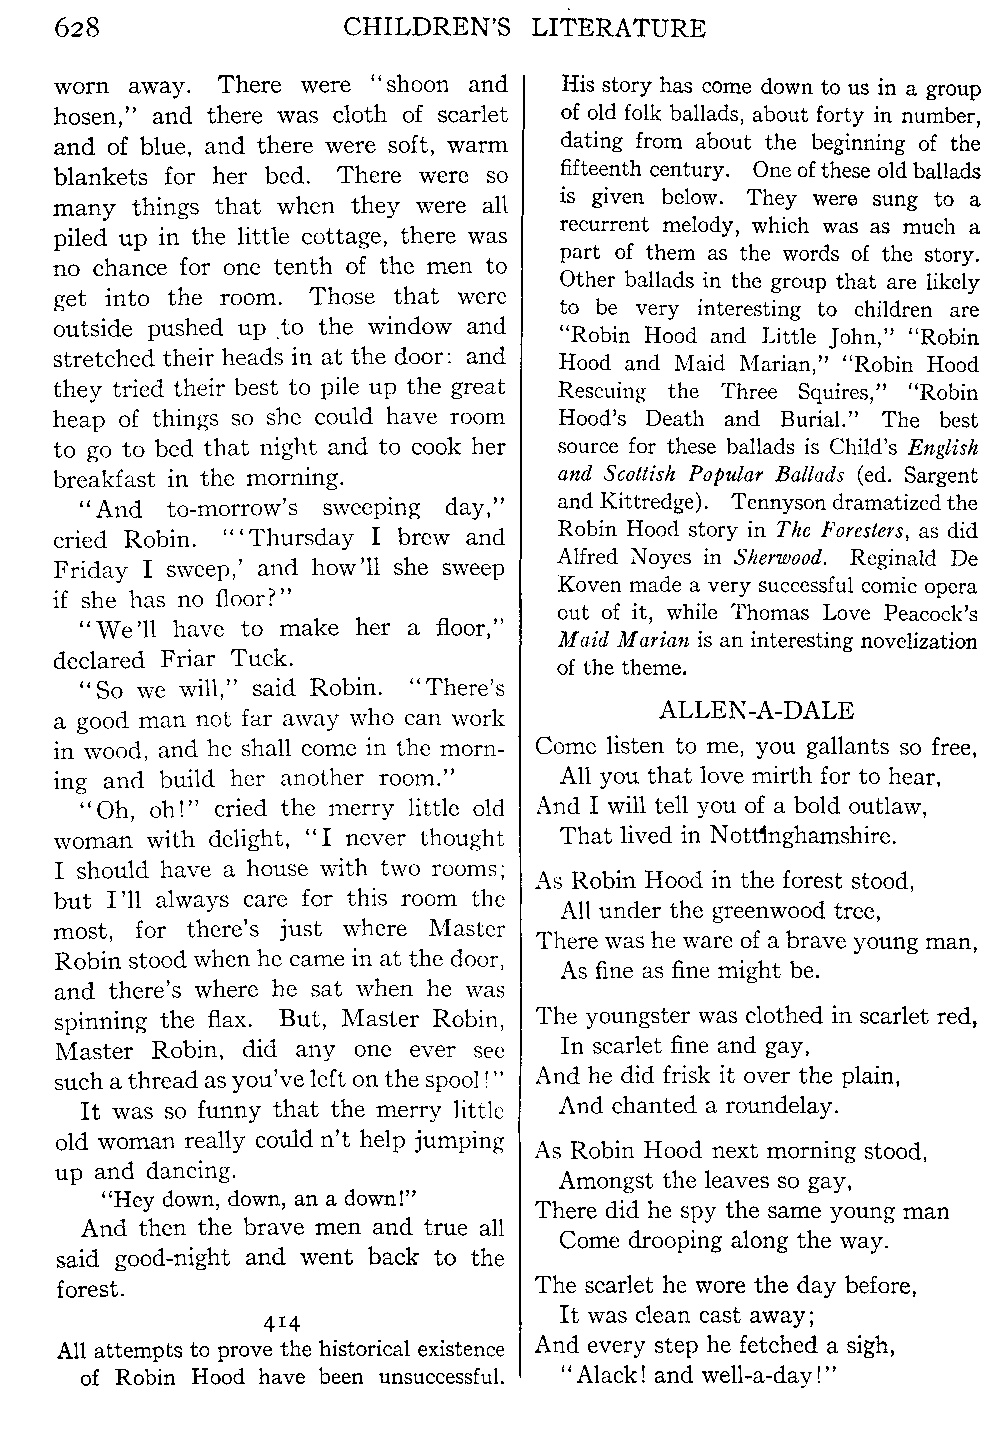 628 CHILDREN'S LITERATURE
worn away. There were "shoon and
hosen," and there was cloth of scarlet
and of blue, and there were soft, warm
blankets for her bed. There were so
many things that when they were all
piled up in the little cottage, there was
no chance for one tenth of the men to
get into the room. Those that were
outside pushed up to the window and
stretched their heads in at the door: and
they tried their best to pile up the great
heap of things so she could have room
to go to bed that night and to cook her
breakfast in the morning.
"And to-morrow's sweeping day,"
cried Robin. "'Thursday I brew and
Friday I sweep,' and how'll she sweep
if she has no floor?"
"We'll have to make her a floor,"
declared Friar Tuck.
"So we will," said Robin. "There's
a good man not far away who can work
in wood, and he shall come in the morn-
ing and build her another room."
"Oh, oh!" cried the merry little old
woman with delight, "I never thought
I should have a house with two rooms;
but I'll always care for this room the
most, for there's just where Master
Robin stood when he came in at the door,
and there's where he sat when he was
spinning the flax. But, Master Robin,
Master Robin, did any one ever see
such a thread as you've left on the spool!"
It was so funny that the merry little
old woman really could n't help jumping
up and dancing.
"Hey down, down, an a down!"
And then the brave men and true all
said good-night and went back to the
forest.
414
All attempts to prove the historical existence
of Robin Hood have been unsuccessful.
His story has come down to us in a group
of old folk ballads, about forty in number,
dating from about the beginning of the
fifteenth century. One of these old ballads
is given below. They were sung to a
recurrent melody, which was as much a
part of them as the words of the story.
Other ballads in the group that are likely
to be very interesting to children are
"Robin Hood and Little John," "Robin
Hood and Maid Marian," "Robin Hood
Rescuing the Three Squires," "Robin
Hood's Death and Burial." The best
source for these ballads is Child's English
and Scottish Popular Ballads (ed. Sargent
and Kittredge). Tennyson dramatized the
Robin Hood story in The Foresters, as did
Alfred Noyes in Sherwood. Reginald De
Koven made a very successful comic opera
out of it, while Thomas Love Peacock's
Maid Marian is an interesting novelization
of the theme.
ALLEN-A-DALE
Come listen to me, you gallants so free,
All you that love mirth for to hear,
And I will tell you of a bold outlaw,
That lived in Nottinghamshire.
As Robin Hood in the forest stood,
All under the greenwood tree,
There was he ware of a brave young man,
As fine as fine might be.
The youngster was clothed in scarlet red,
In scarlet fine and gay,
And he did frisk it over the plain,
And chanted a roundelay.
As Robin Hood next morning stood,
Amongst the leaves so gay,
There did he spy the same young man
Come drooping along the way.
The scarlet he wore the day before,
It was clean cast away;
And every step he fetched a sigh,
"Alack! and well-a-day!"